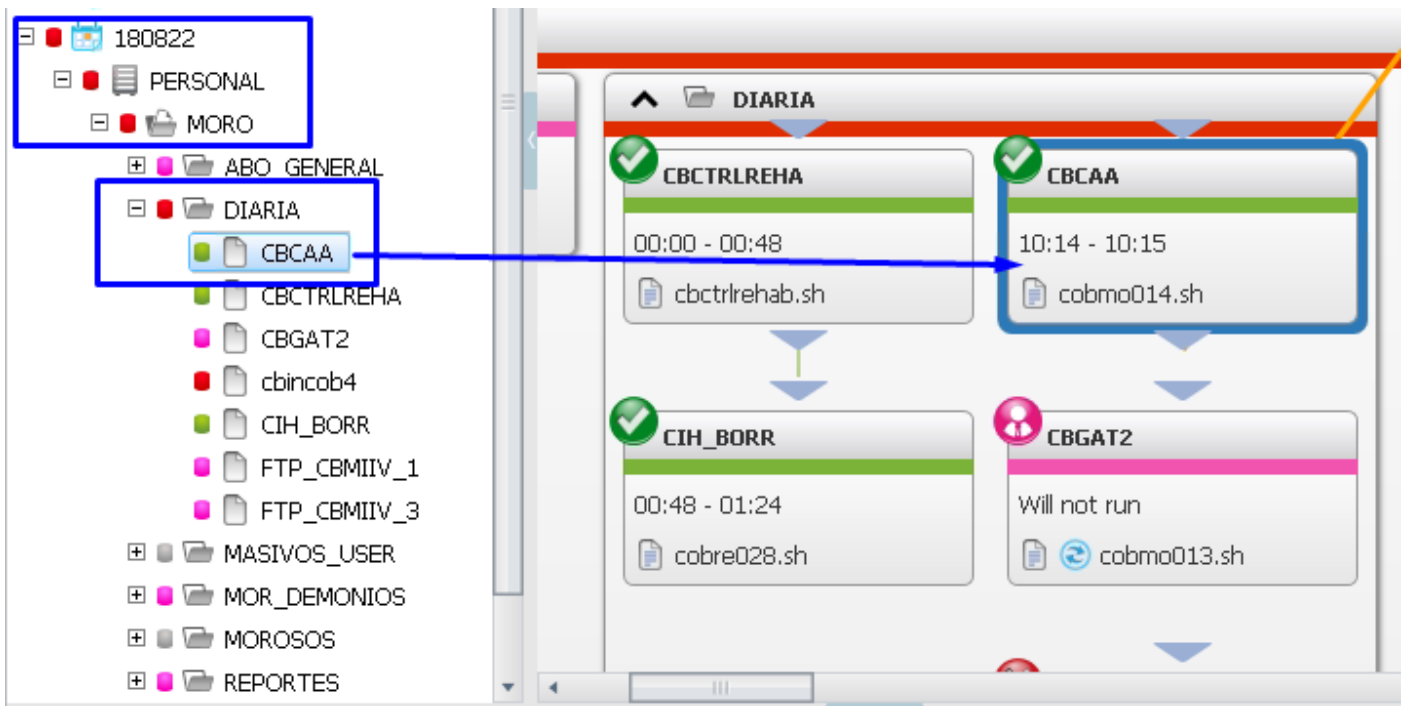 180822
PERSONAL
MORO
ABO_GENERAL
DIARIA
CBCAA
CBCTRLREHA
CBGAT2
cbincob4
CIH_BORR
FTP_CBMIIV_1
FTP_CBMIIV_3
MASIVOS_USER
MOR_DEMONIOS
MOROSOS
REPORTES
DIARIA
CBCTRLREHA
00:00 - 00:48
cbctrlrehab.sh
CBCAA
10:14 - 10:15
cobmo014.sh
CIH_BORR
00:48 - 01:24
cobre028.sh
CBGAT2
Will not run
cobmo013.sh